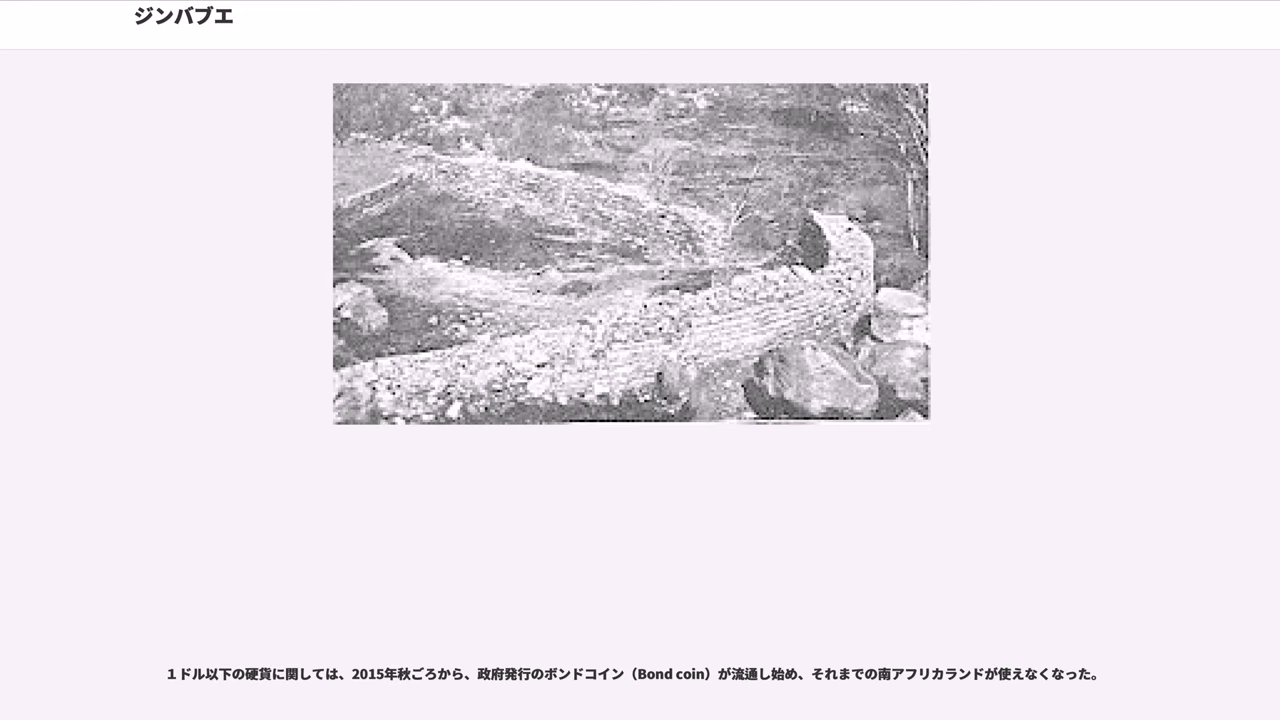 ジンバブエ
１ドル以下の硬貨に関しては、2015年秋ごろから、政府発行のボンドコイン（Bond coin）が流通し始め、それまでの南アフリカランドが使えなくなった。